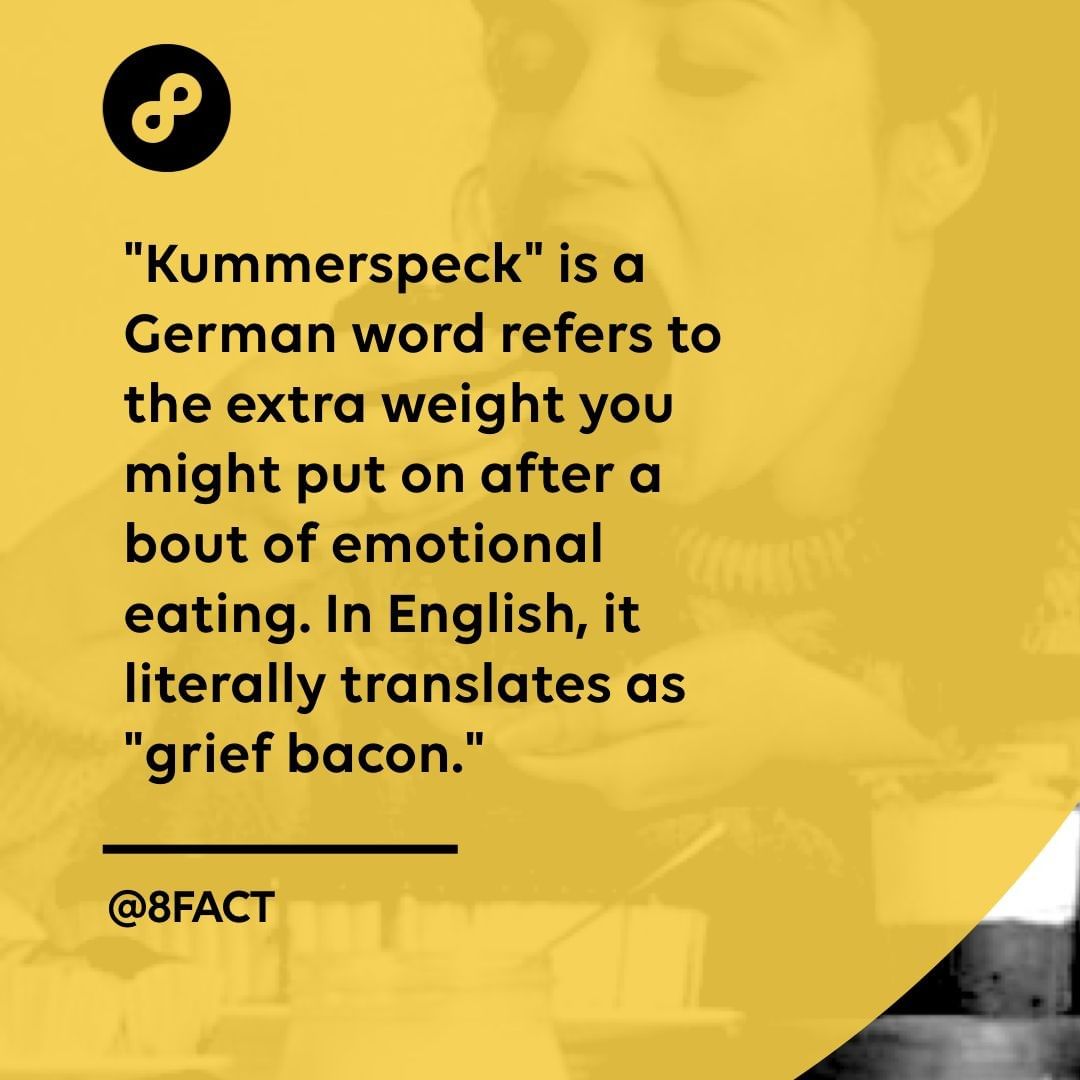 "Kummerspeck" is a
German word refers to
the extra weight you
might put on after a
bout of emotional
eating. In English, it
literally translates as
"grief bacon."
@8FACT